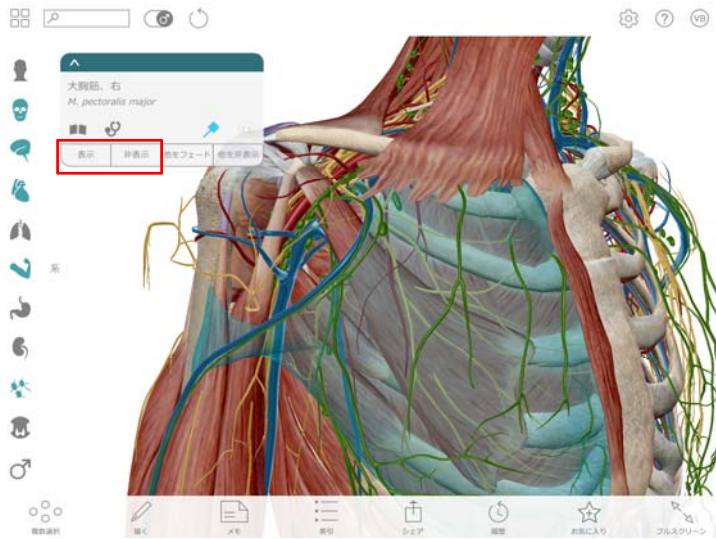 VB
大胸筋、右
M. pectoralis major
表示 非表示 他をフェード 他を非表示
系
複数選択 描く メモ 索引 シェア 履歴 お気に入り フルスクリーン